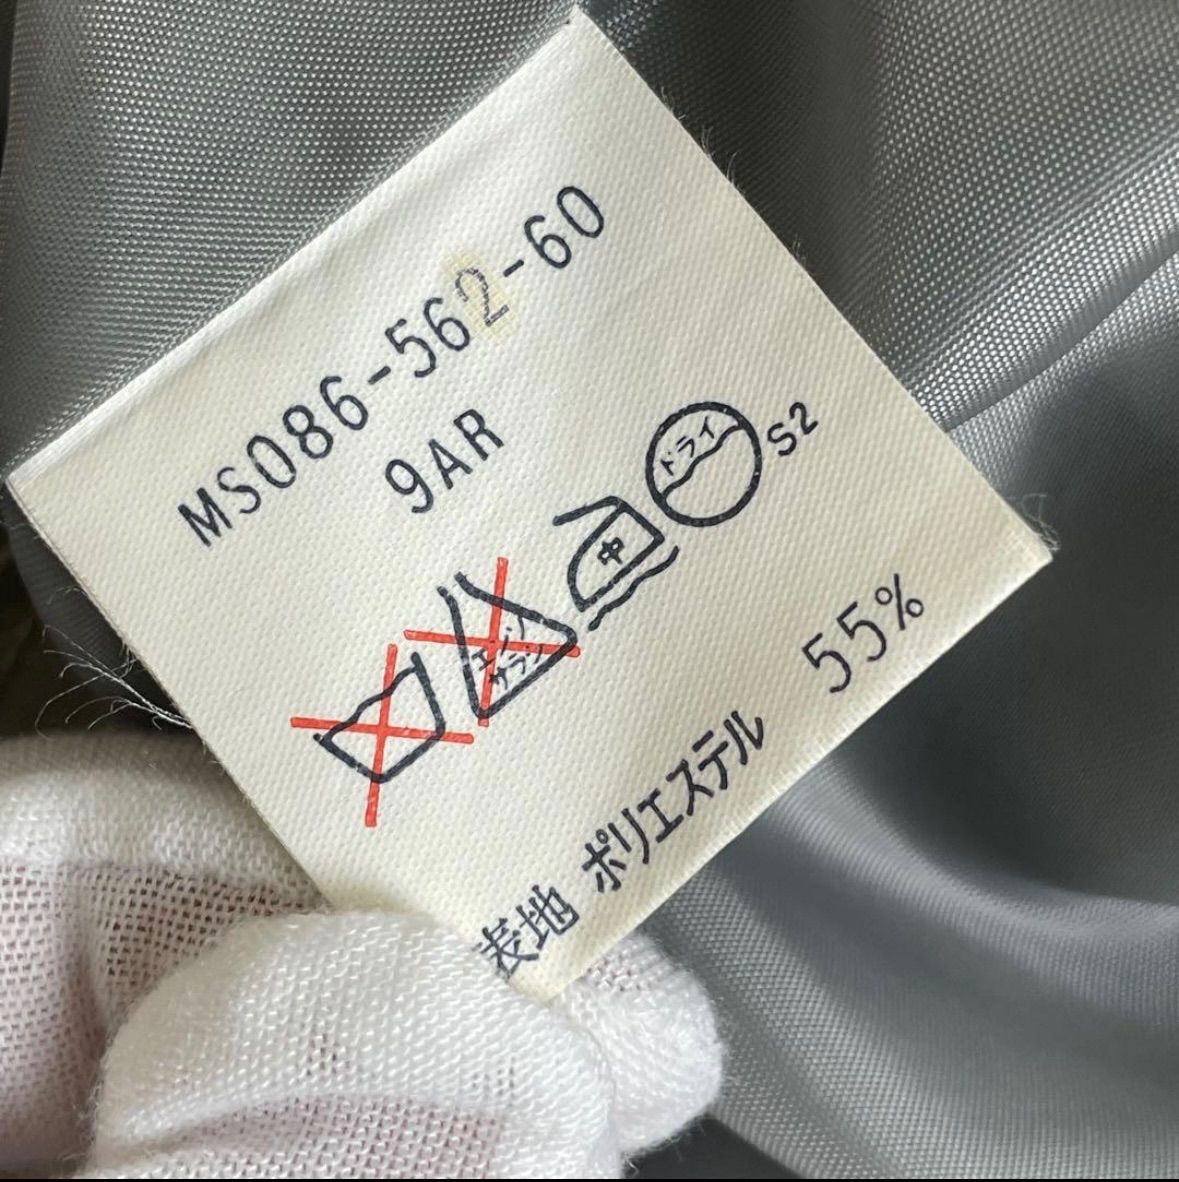 MS086-562-60
9AR
エンソ
サラシ
中
ドライ
S2
表地 ポリエステル 55%